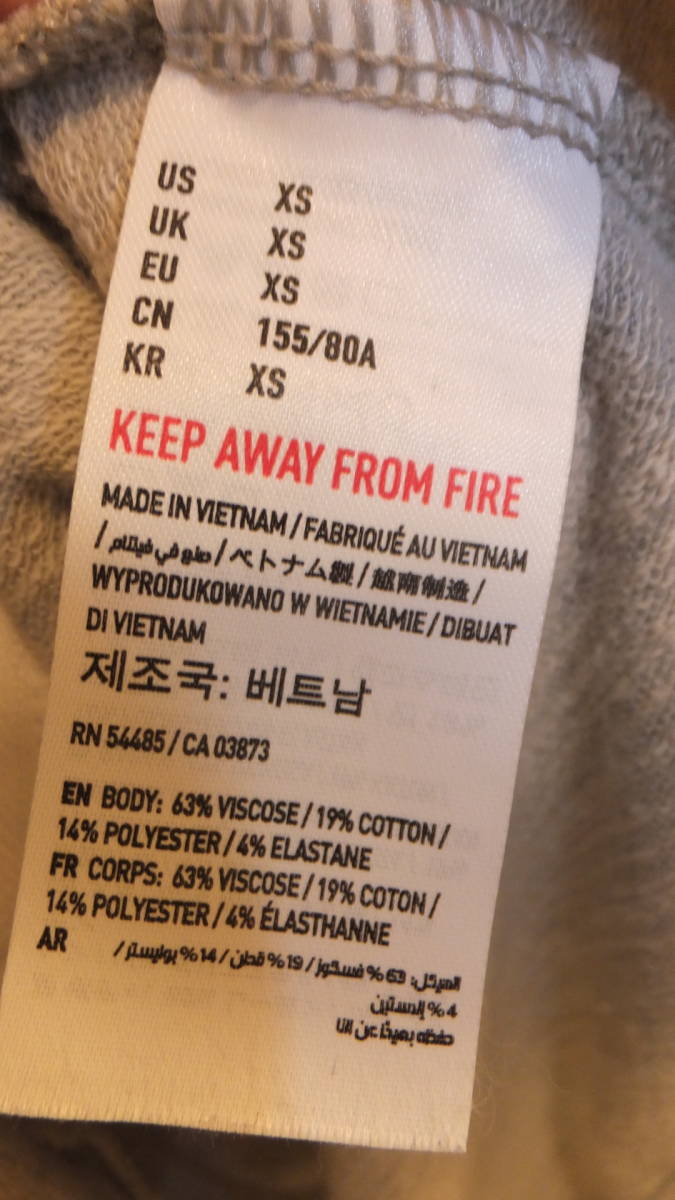 US XS
UK XS
EU XS
CN 155/80A
KR XS
KEEP AWAY FROM FIRE
MADE IN VIETNAM / FABRIQUÉ AU VIETNAM
/ صنع في فيتنام / ベトナム製 / 越南制造 /
WYPRODUKOWANO W WIETNAMIE / DIBUAT
DI VIETNAM
제조국: 베트남
RN 54485 / CA 03873
EN BODY: 63% VISCOSE / 19% COTTON /
14% POLYESTER / 4% ELASTANE
FR CORPS: 63% VISCOSE / 19% COTON /
14% POLYESTER / 4% ÉLASTHANNE
AR الهيكل: 63% فسكوز / 19% قطن / 14% بوليستر /
4% إلاستين